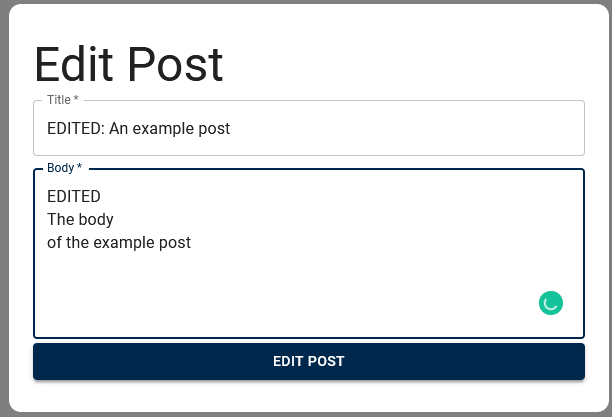 Edit Post
Title *
EDITED: An example post
Body *
EDITED
The body
of the example post
EDIT POST